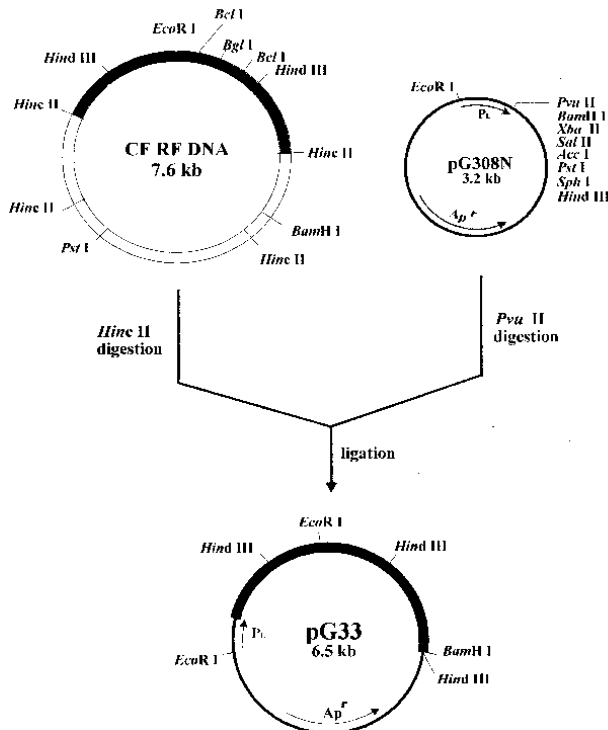 Bcl I
EcoR I
Bgl I
Bcl I
Hind III
Hind III
Hinc II
CF RF DNA
7.6 kb
Hinc II
Hinc II
BamH I
Pst I
Hinc II
EcoR I
PL
pG308N
3.2 kb
Ap r
Pvu II
BamH I
Xba II
Sal II
Acc I
Pst I
Sph I
Hind III
Hinc II
digestion
Pvu II
digestion
ligation
EcoR I
Hind III
Hind III
PL
pG33
6.5 kb
EcoR I
BamH I
Hind III
Ap r